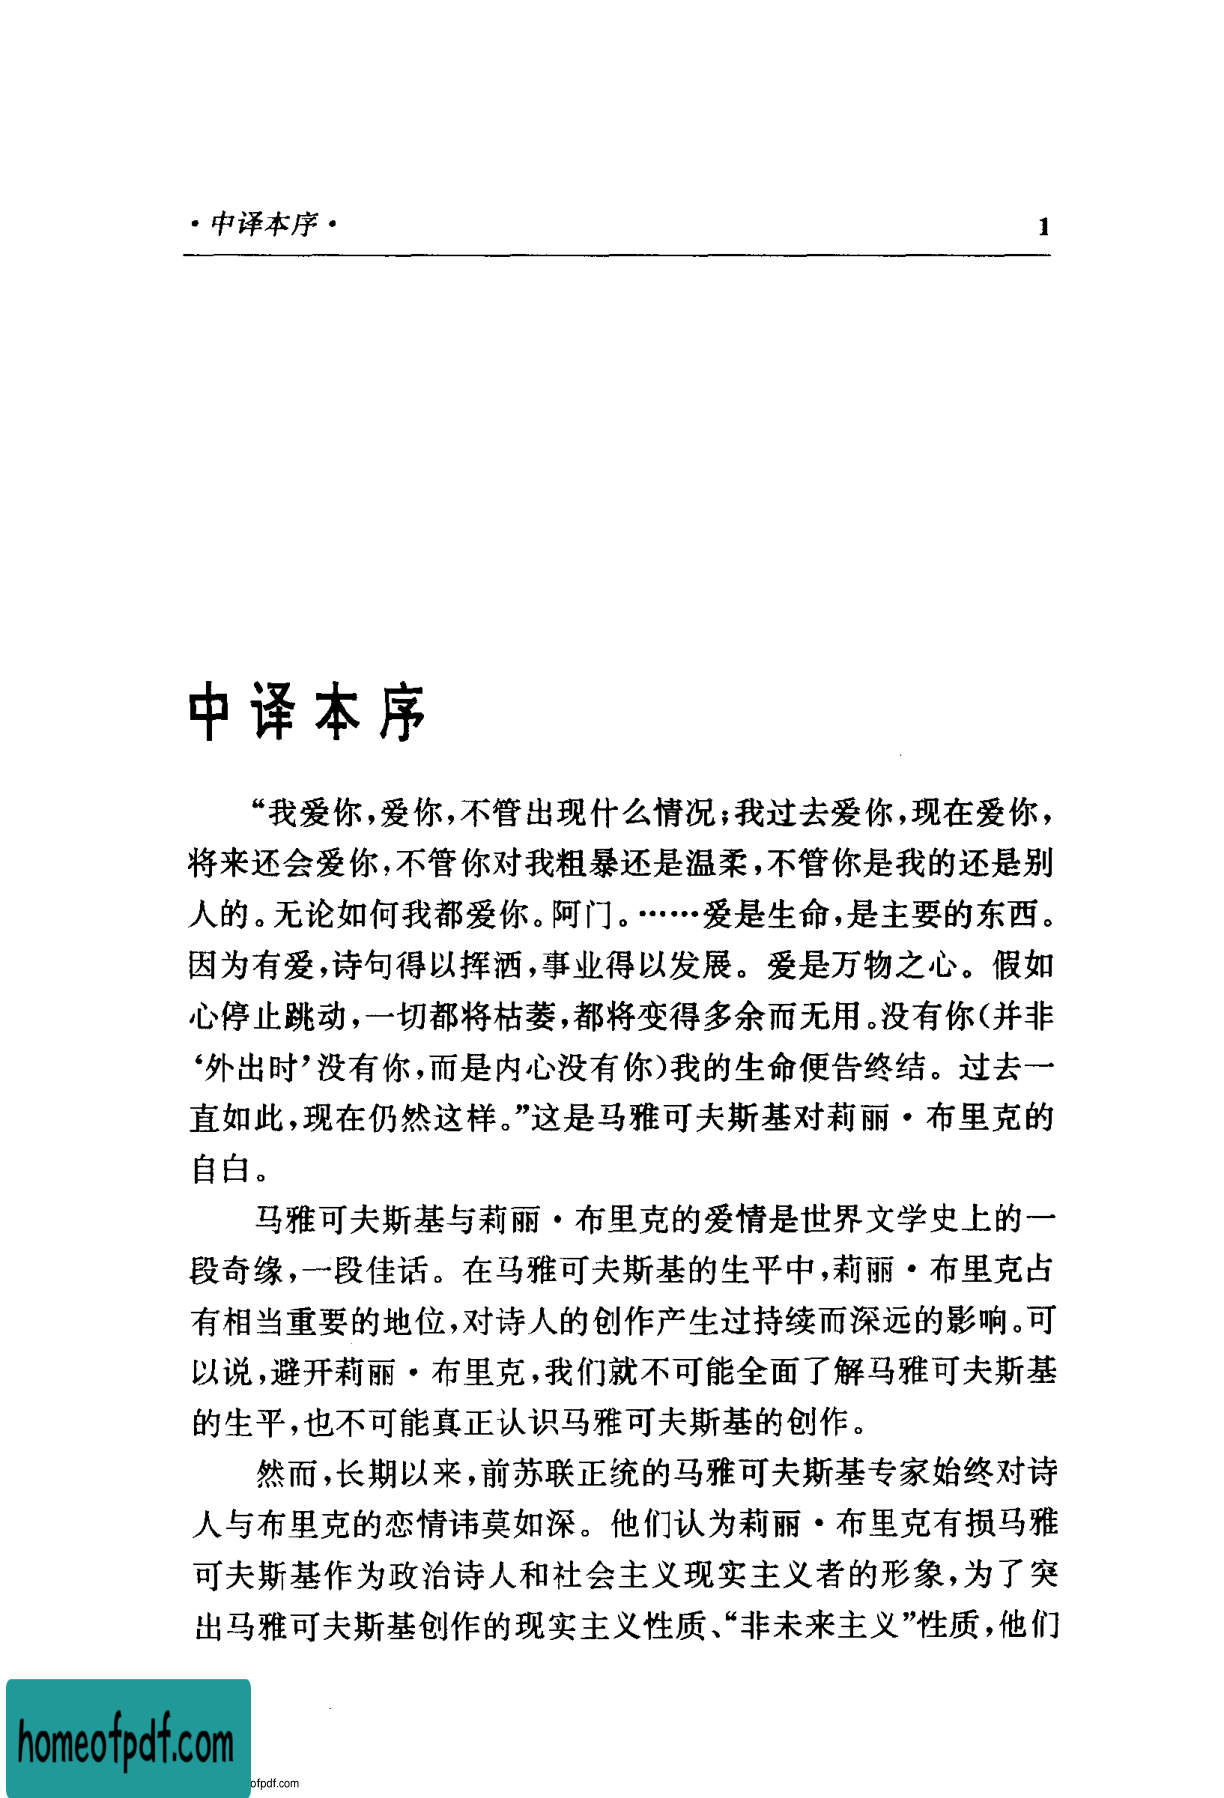 ·中译本序· 1
中译本序
“我爱你,爱你,不管出现什么情况;我过去爱你,现在爱你,
将来还会爱你,不管你对我粗暴还是温柔,不管你是我的还是别
人的。无论如何我都爱你。阿门。……爱是生命,是主要的东西。
因为有爱,诗句得以挥洒,事业得以发展。爱是万物之心。假如
心停止跳动,一切都将枯萎,都将变得多余而无用。没有你(并非
‘外出时’没有你,而是内心没有你)我的生命便告终结。过去一
直如此,现在仍然这样。”这是马雅可夫斯基对莉丽·布里克的
自白。
马雅可夫斯基与莉丽·布里克的爱情是世界文学史上的一
段奇缘,一段佳话。在马雅可夫斯基的生平中,莉丽·布里克占
有相当重要的地位,对诗人的创作产生过持续而深远的影响。可
以说,避开莉丽·布里克,我们就不可能全面了解马雅可夫斯基
的生平,也不可能真正认识马雅可夫斯基的创作。
然而,长期以来,前苏联正统的马雅可夫斯基专家始终对诗
人与布里克的恋情讳莫如深。他们认为莉丽·布里克有损马雅
可夫斯基作为政治诗人和社会主义现实主义者的形象,为了突
出马雅可夫斯基创作的现实主义性质、“非未来主义”性质,他们
homeofpdf.com
ofpdf.com